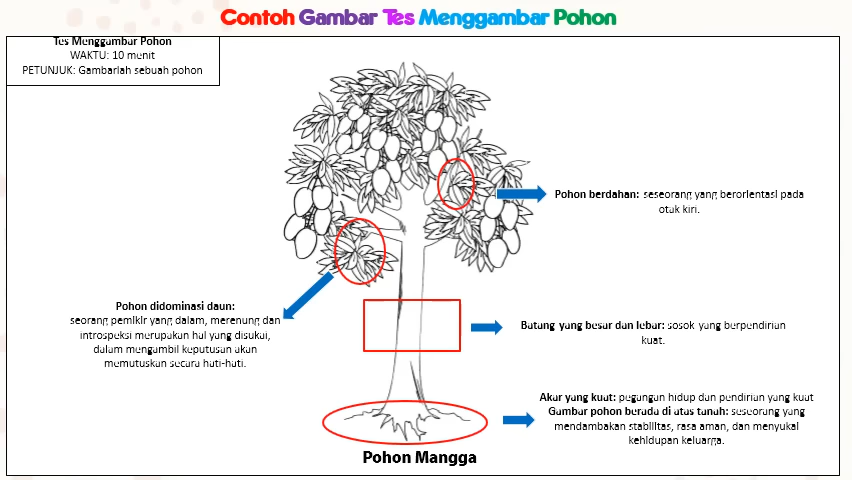 Contoh Gambar Tes Menggambar Pohon
Tes Menggambar Pohon
WAKTU: 10 menit
PETUNJUK: Gambarlah sebuah pohon
Pohon berdahan: seseorang yang berorientasi pada
otuk kiri.
Pohon didominasi daun:
seorang pemikir yang dalam, merenung dan
introspeksi merupakan hal yang disukai,
dalam mengambil keputusan akan
memutuskan secara hati-hati.
Batang yang besar dan lebar: sosok yang berpendirian
kuat.
Akar yang kuat: pegangan hidup dan pendirian yang kuat
Gambar pohon berada di atas tanah: seseorang yang
mendambakan stabilitas, rasa aman, dan menyukai
kehidupan keluarga.
Pohon Mangga